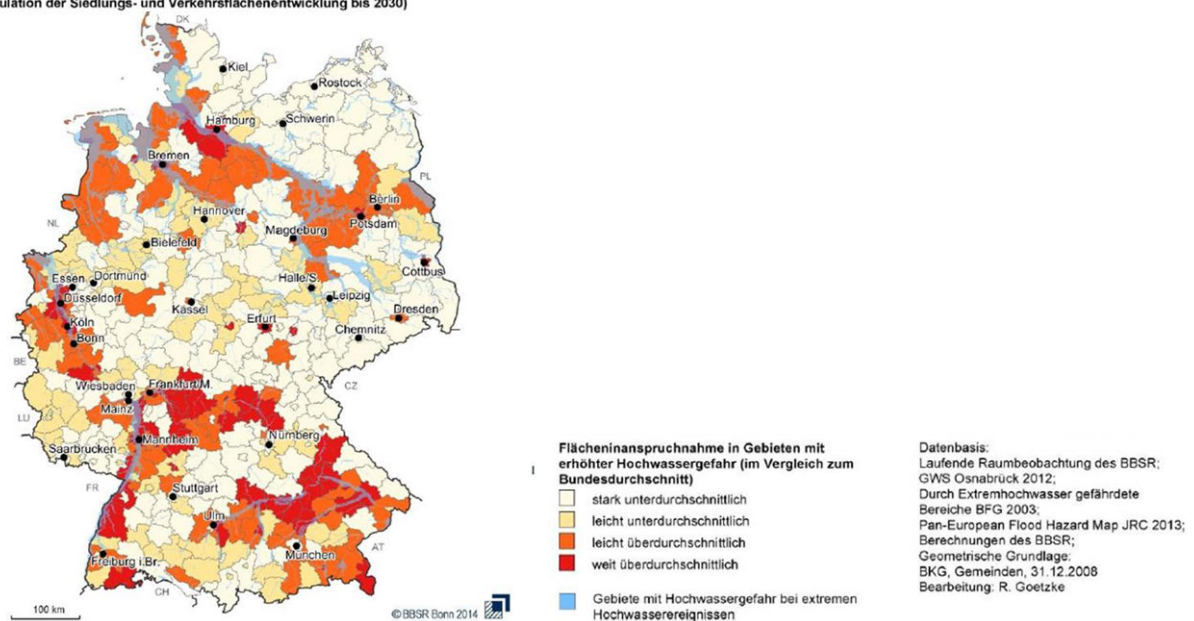 ulation der Siedlungs- und Verkehrsflächenentwicklung bis 2030)
DK
Kiel
Rostock
Hamburg
Schwerin
Bremen
PL
Berlin
NL
Hannover
Potsdam
Magdeburg
Bielefeld
Cottbus
Essen
Dortmund
Halle/S.
Düsseldorf
Leipzig
Kassel
Dresden
Köln
Erfurt
Chemnitz
Bonn
BE
CZ
Wiesbaden
Frankfurt/M.
Mainz
LU
Mannheim
Nürnberg
Saarbrücken
FR
Stuttgart
Ulm
München
AT
Freiburg i.Br.
CH
100 km
© BBSR Bonn 2014
Flächeninanspruchnahme in Gebieten mit
erhöhter Hochwassergefahr (im Vergleich zum
Bundesdurchschnitt)
stark unterdurchschnittlich
leicht unterdurchschnittlich
leicht überdurchschnittlich
weit überdurchschnittlich
Gebiete mit Hochwassergefahr bei extremen
Hochwasserereignissen
Datenbasis:
Laufende Raumbeobachtung des BBSR;
GWS Osnabrück 2012;
Durch Extremhochwasser gefährdete
Bereiche BFG 2003;
Pan-European Flood Hazard Map JRC 2013;
Berechnungen des BBSR;
Geometrische Grundlage:
BKG, Gemeinden, 31.12.2008
Bearbeitung: R. Goetzke